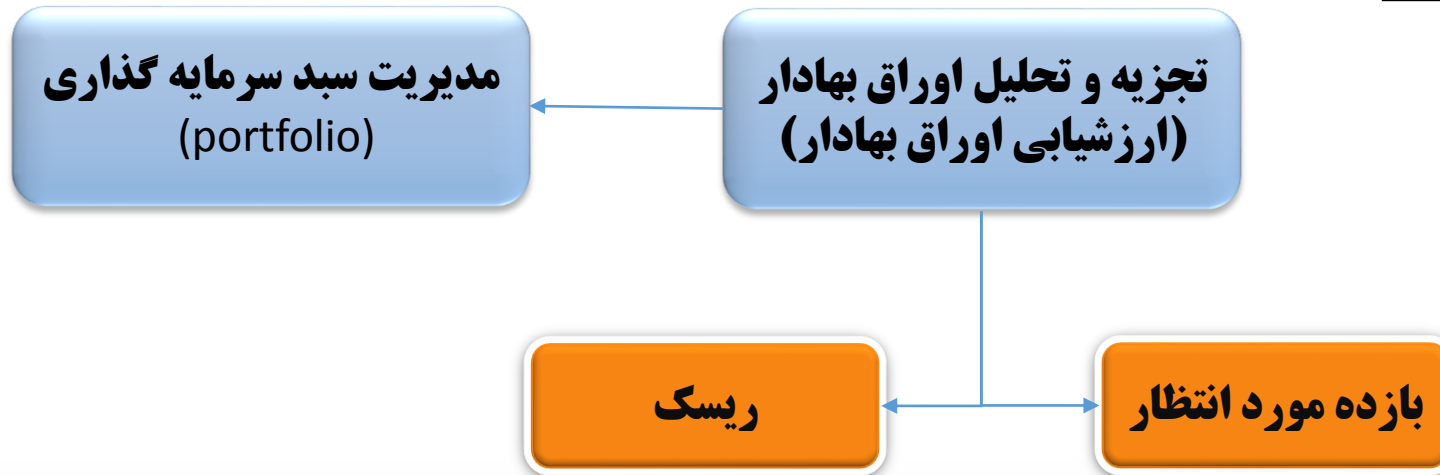 تجزیه و تحلیل اوراق بهادار
(ارزشیابی اوراق بهادار)
مدیریت سبد سرمایه گذاری
(portfolio)
بازده مورد انتظار
ریسک